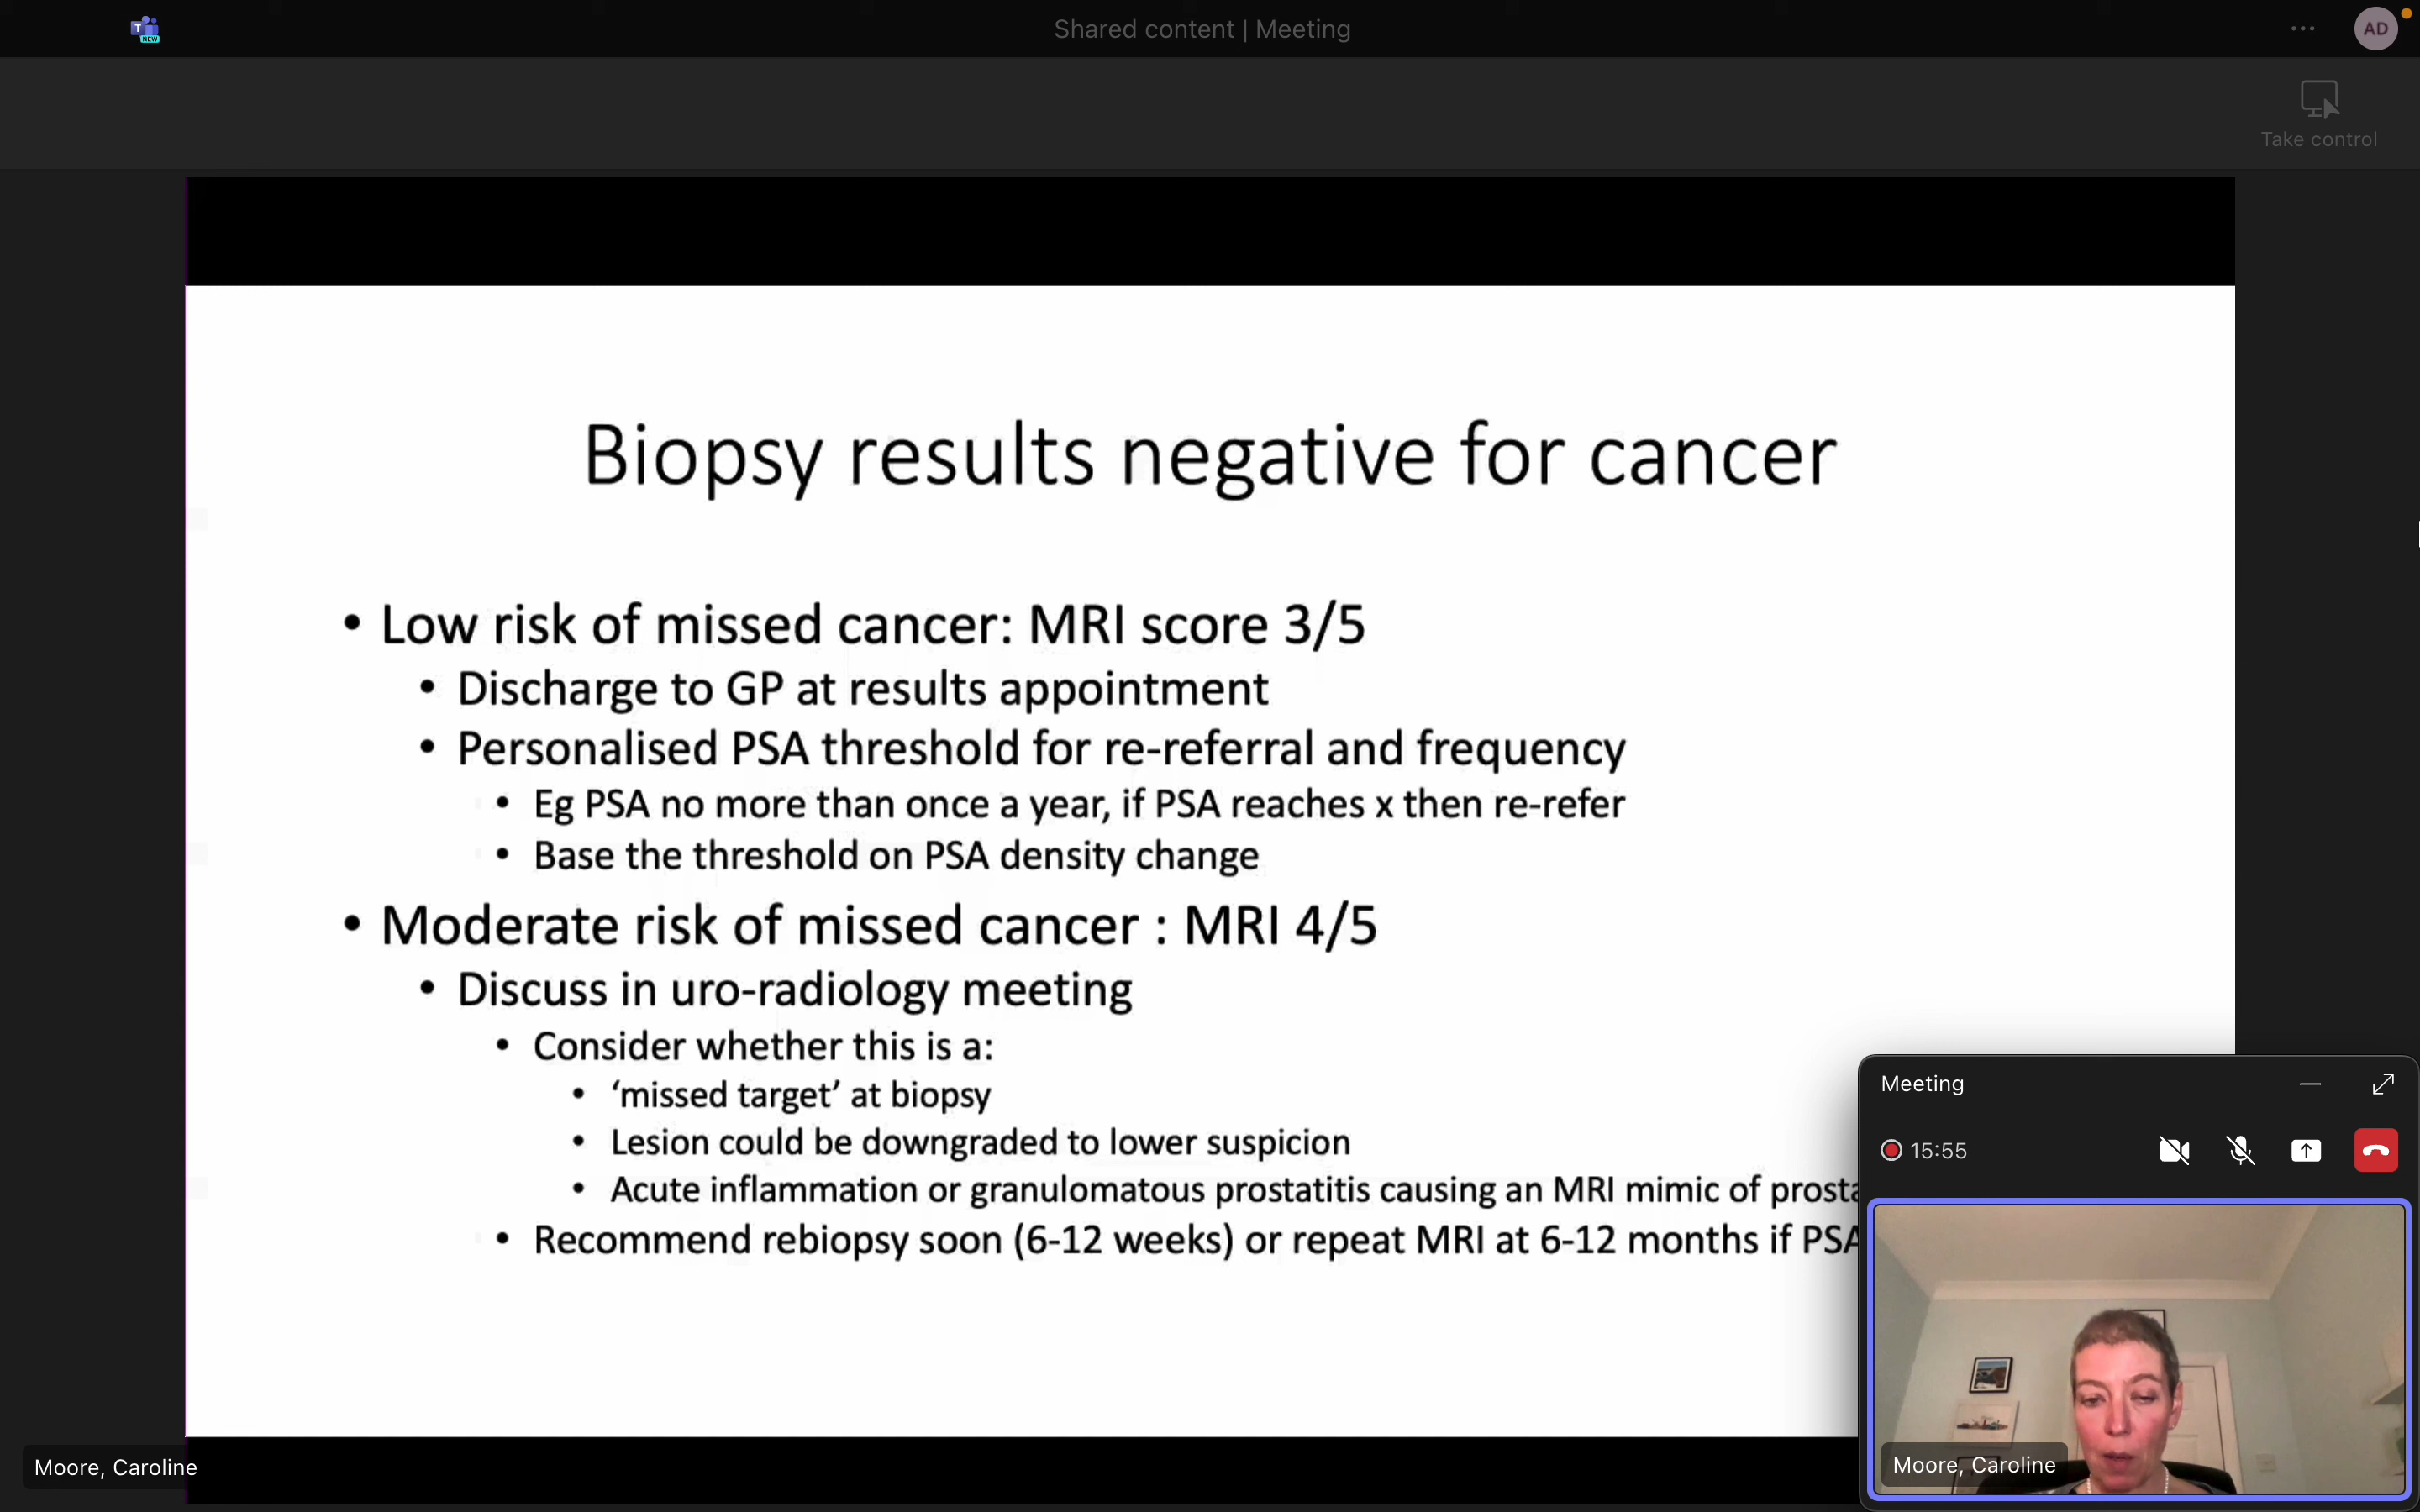 T
NEW
Shared content | Meeting
AD
Take control
Biopsy results negative for cancer
• Low risk of missed cancer: MRI score 3/5
• Discharge to GP at results appointment
• Personalised PSA threshold for re-referral and frequency
• Eg PSA no more than once a year, if PSA reaches x then re-refer
• Base the threshold on PSA density change
• Moderate risk of missed cancer : MRI 4/5
• Discuss in uro-radiology meeting
• Consider whether this is a:
• ‘missed target’ at biopsy
• Lesion could be downgraded to lower suspicion
• Acute inflammation or granulomatous prostatitis causing an MRI mimic of prosta
• Recommend rebiopsy soon (6-12 weeks) or repeat MRI at 6-12 months if PSA
Meeting
15:55
Moore, Caroline
Moore, Caroline